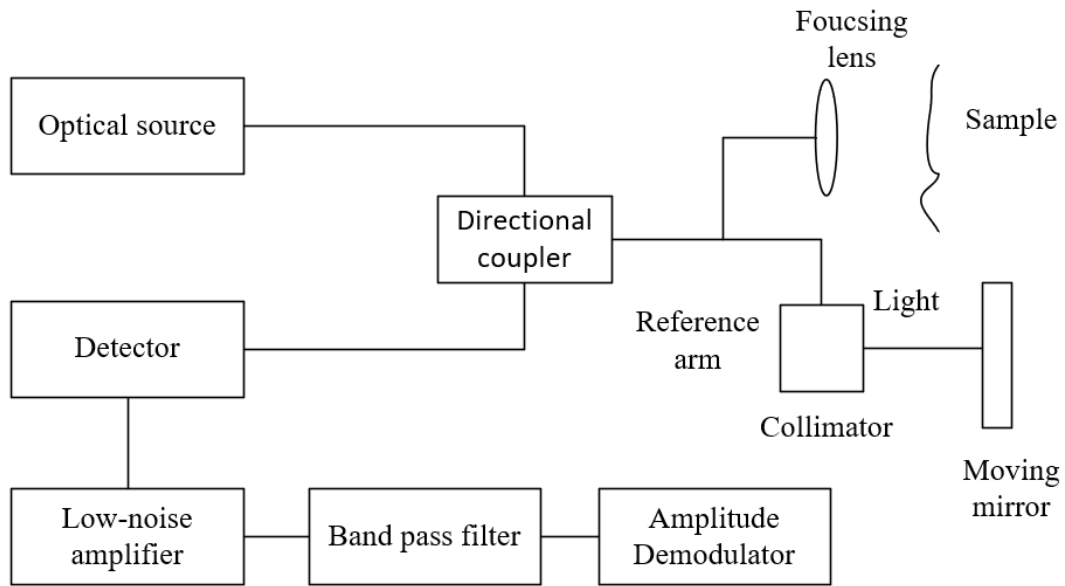 Foucsing
lens
Optical source
Sample
Directional
coupler
Detector
Reference
arm
Light
Collimator
Moving
mirror
Low-noise
amplifier
Band pass filter
Amplitude
Demodulator